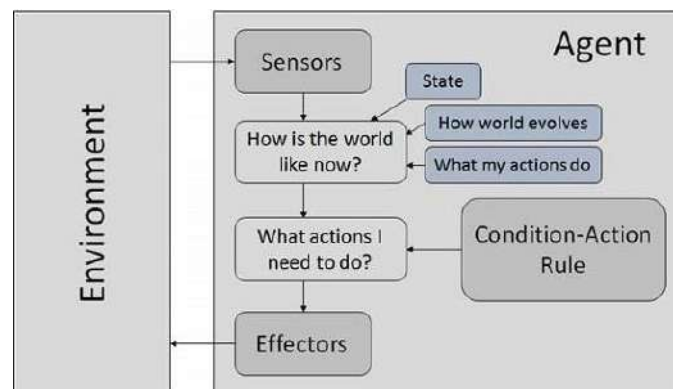 Environment
Agent
Sensors
State
How world evolves
What my actions do
How is the world
like now?
What actions I
need to do?
Condition-Action
Rule
Effectors